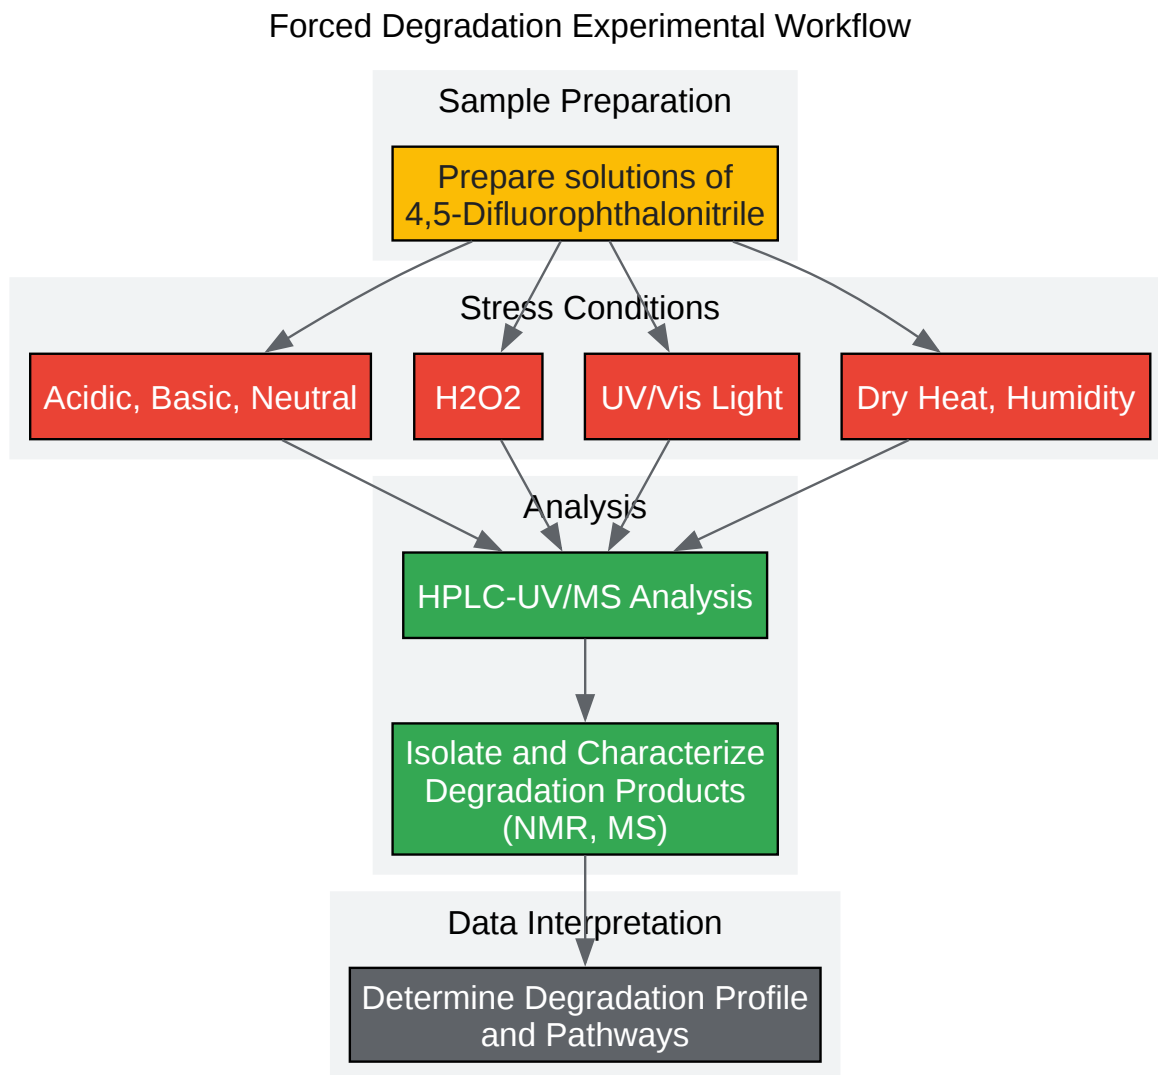 Forced Degradation Experimental Workflow
Sample Preparation
Prepare solutions of
4,5-Difluorophthalonitrile
Stress Conditions
Acidic, Basic, Neutral
H2O2
UV/Vis Light
Dry Heat, Humidity
Analysis
HPLC-UV/MS Analysis
Isolate and Characterize
Degradation Products
(NMR, MS)
Data Interpretation
Determine Degradation Profile
and Pathways